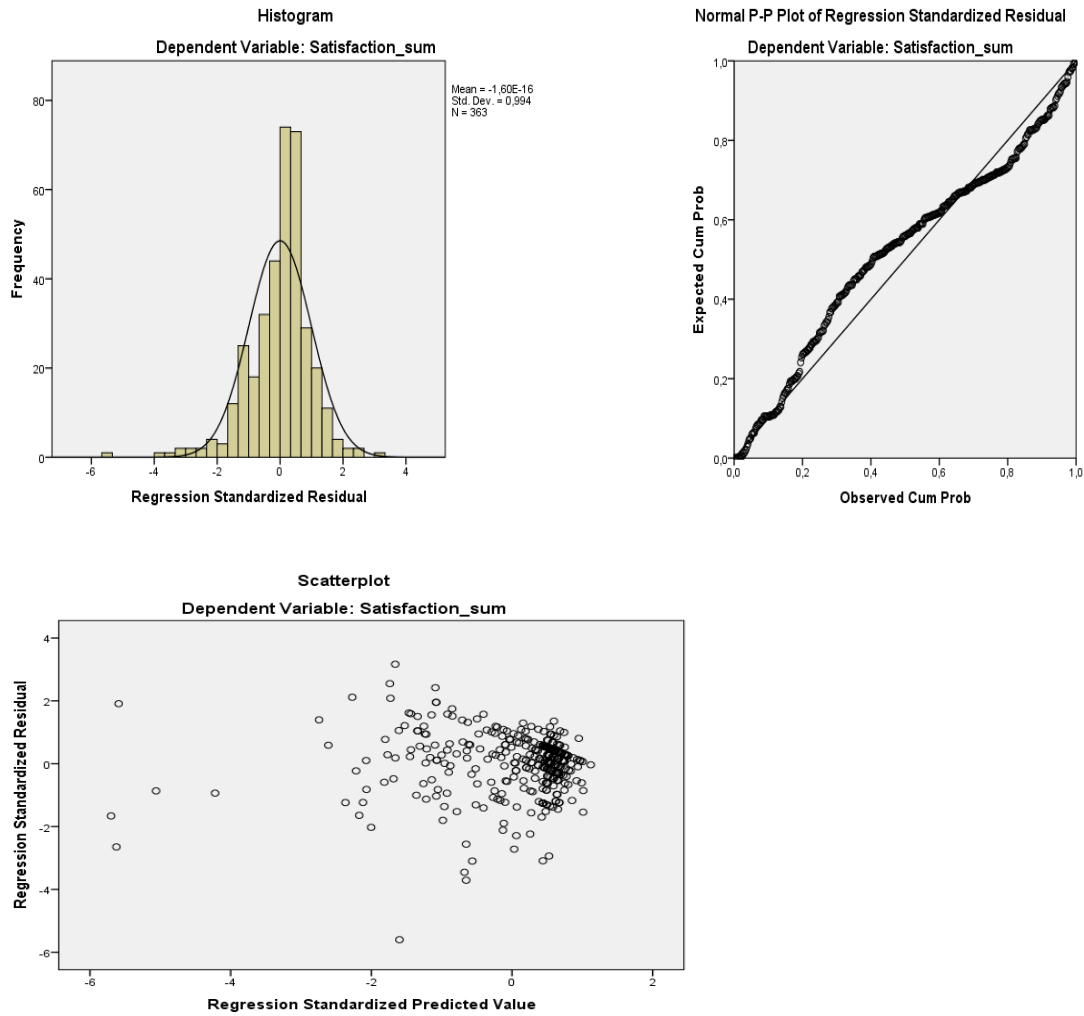 Histogram
Dependent Variable: Satisfaction_sum
Mean = -1,60E-16
Std. Dev. = 0,994
N = 363
80
60
40
20
0
-6 -4 -2 0 2 4
Frequency
Regression Standardized Residual
Normal P-P Plot of Regression Standardized Residual
Dependent Variable: Satisfaction_sum
1,0
0,8
0,6
0,4
0,2
0,0
0,0 0,2 0,4 0,6 0,8 1,0
Expected Cum Prob
Observed Cum Prob
Scatterplot
Dependent Variable: Satisfaction_sum
4
2
0
-2
-4
-6
-6 -4 -2 0 2
Regression Standardized Residual
Regression Standardized Predicted Value